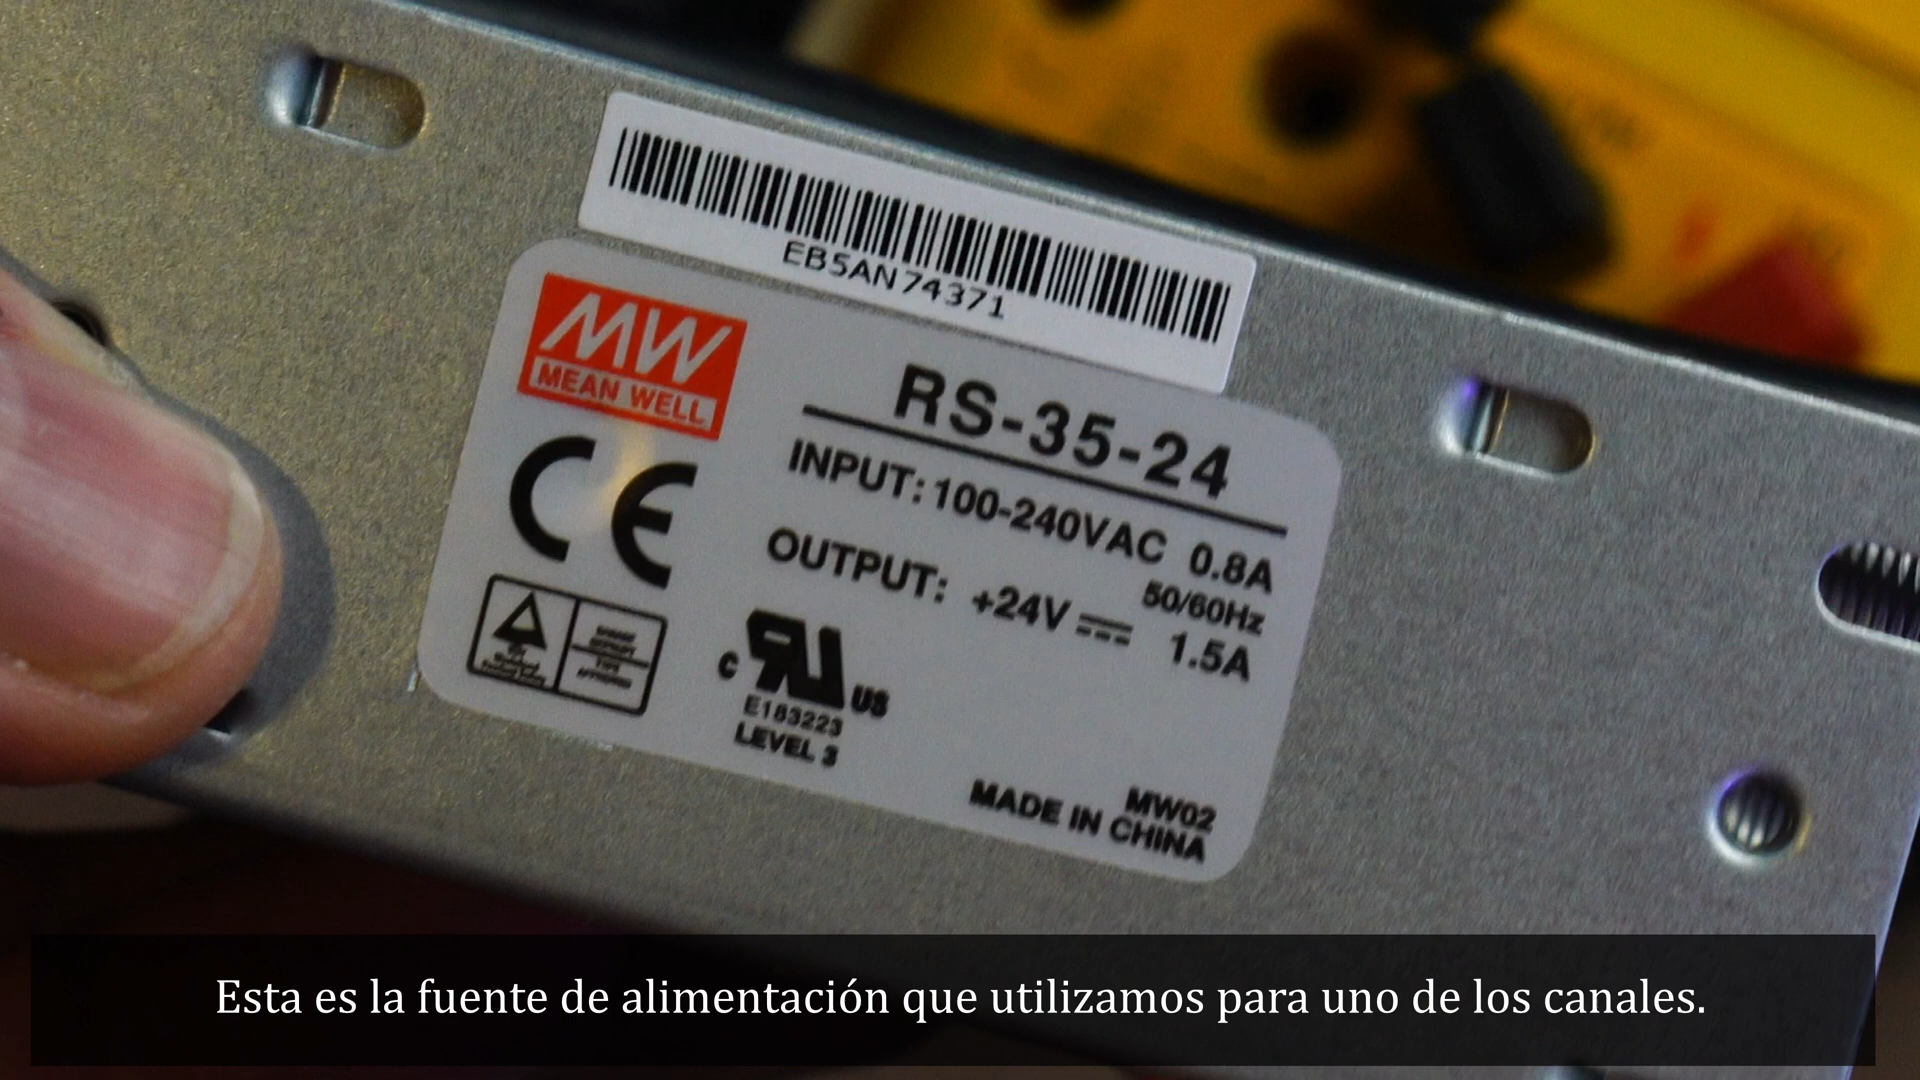 EB5AN74371
MW
MEAN WELL
RS-35-24
INPUT: 100-240VAC 0.8A
50/60Hz
OUTPUT: +24V 1.5A
CE
c RU US
E183223
LEVEL 3
MW02
MADE IN CHINA
Esta es la fuente de alimentación que utilizamos para uno de los canales.